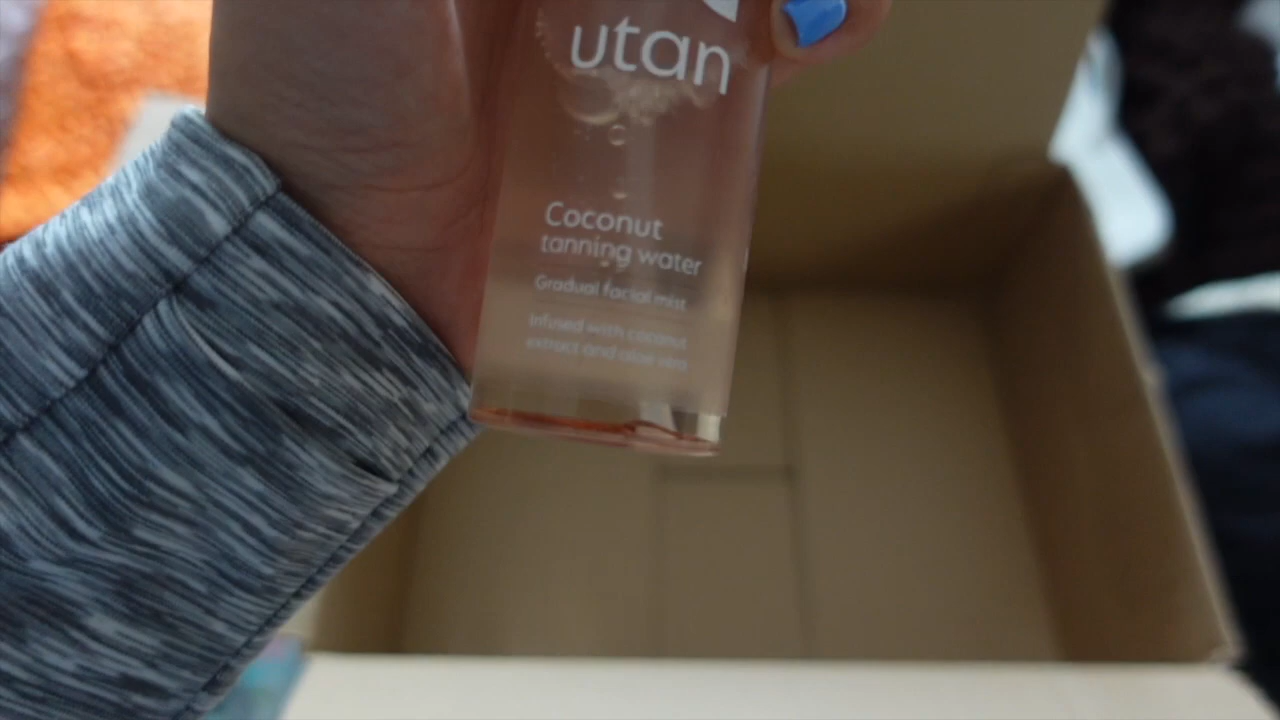 utan
Coconut
tanning water
Gradual facial mist
Infused with coconut
extract and aloe vera